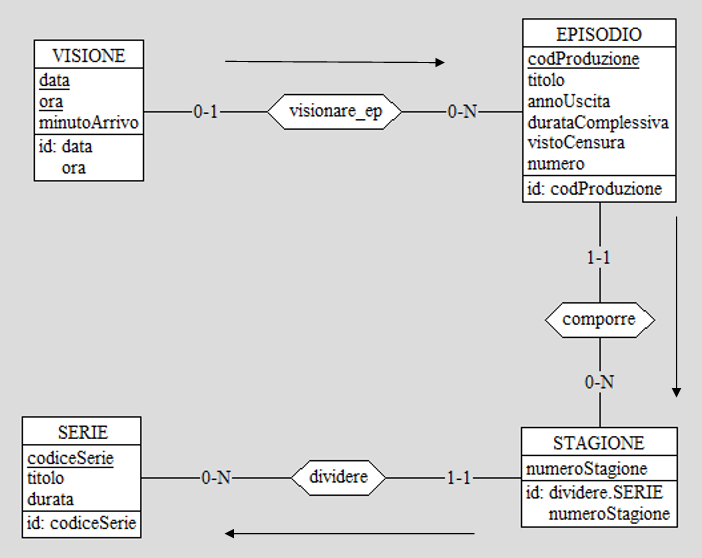 VISIONE
data
ora
minutoArrivo
id: data
ora
0-1
visionare_ep
0-N
EPISODIO
codProduzione
titolo
annoUscita
durataComplessiva
vistoCensura
numero
id: codProduzione
1-1
comporre
0-N
SERIE
codiceSerie
titolo
durata
id: codiceSerie
0-N
dividere
1-1
STAGIONE
numeroStagione
id: dividere.SERIE
numeroStagione